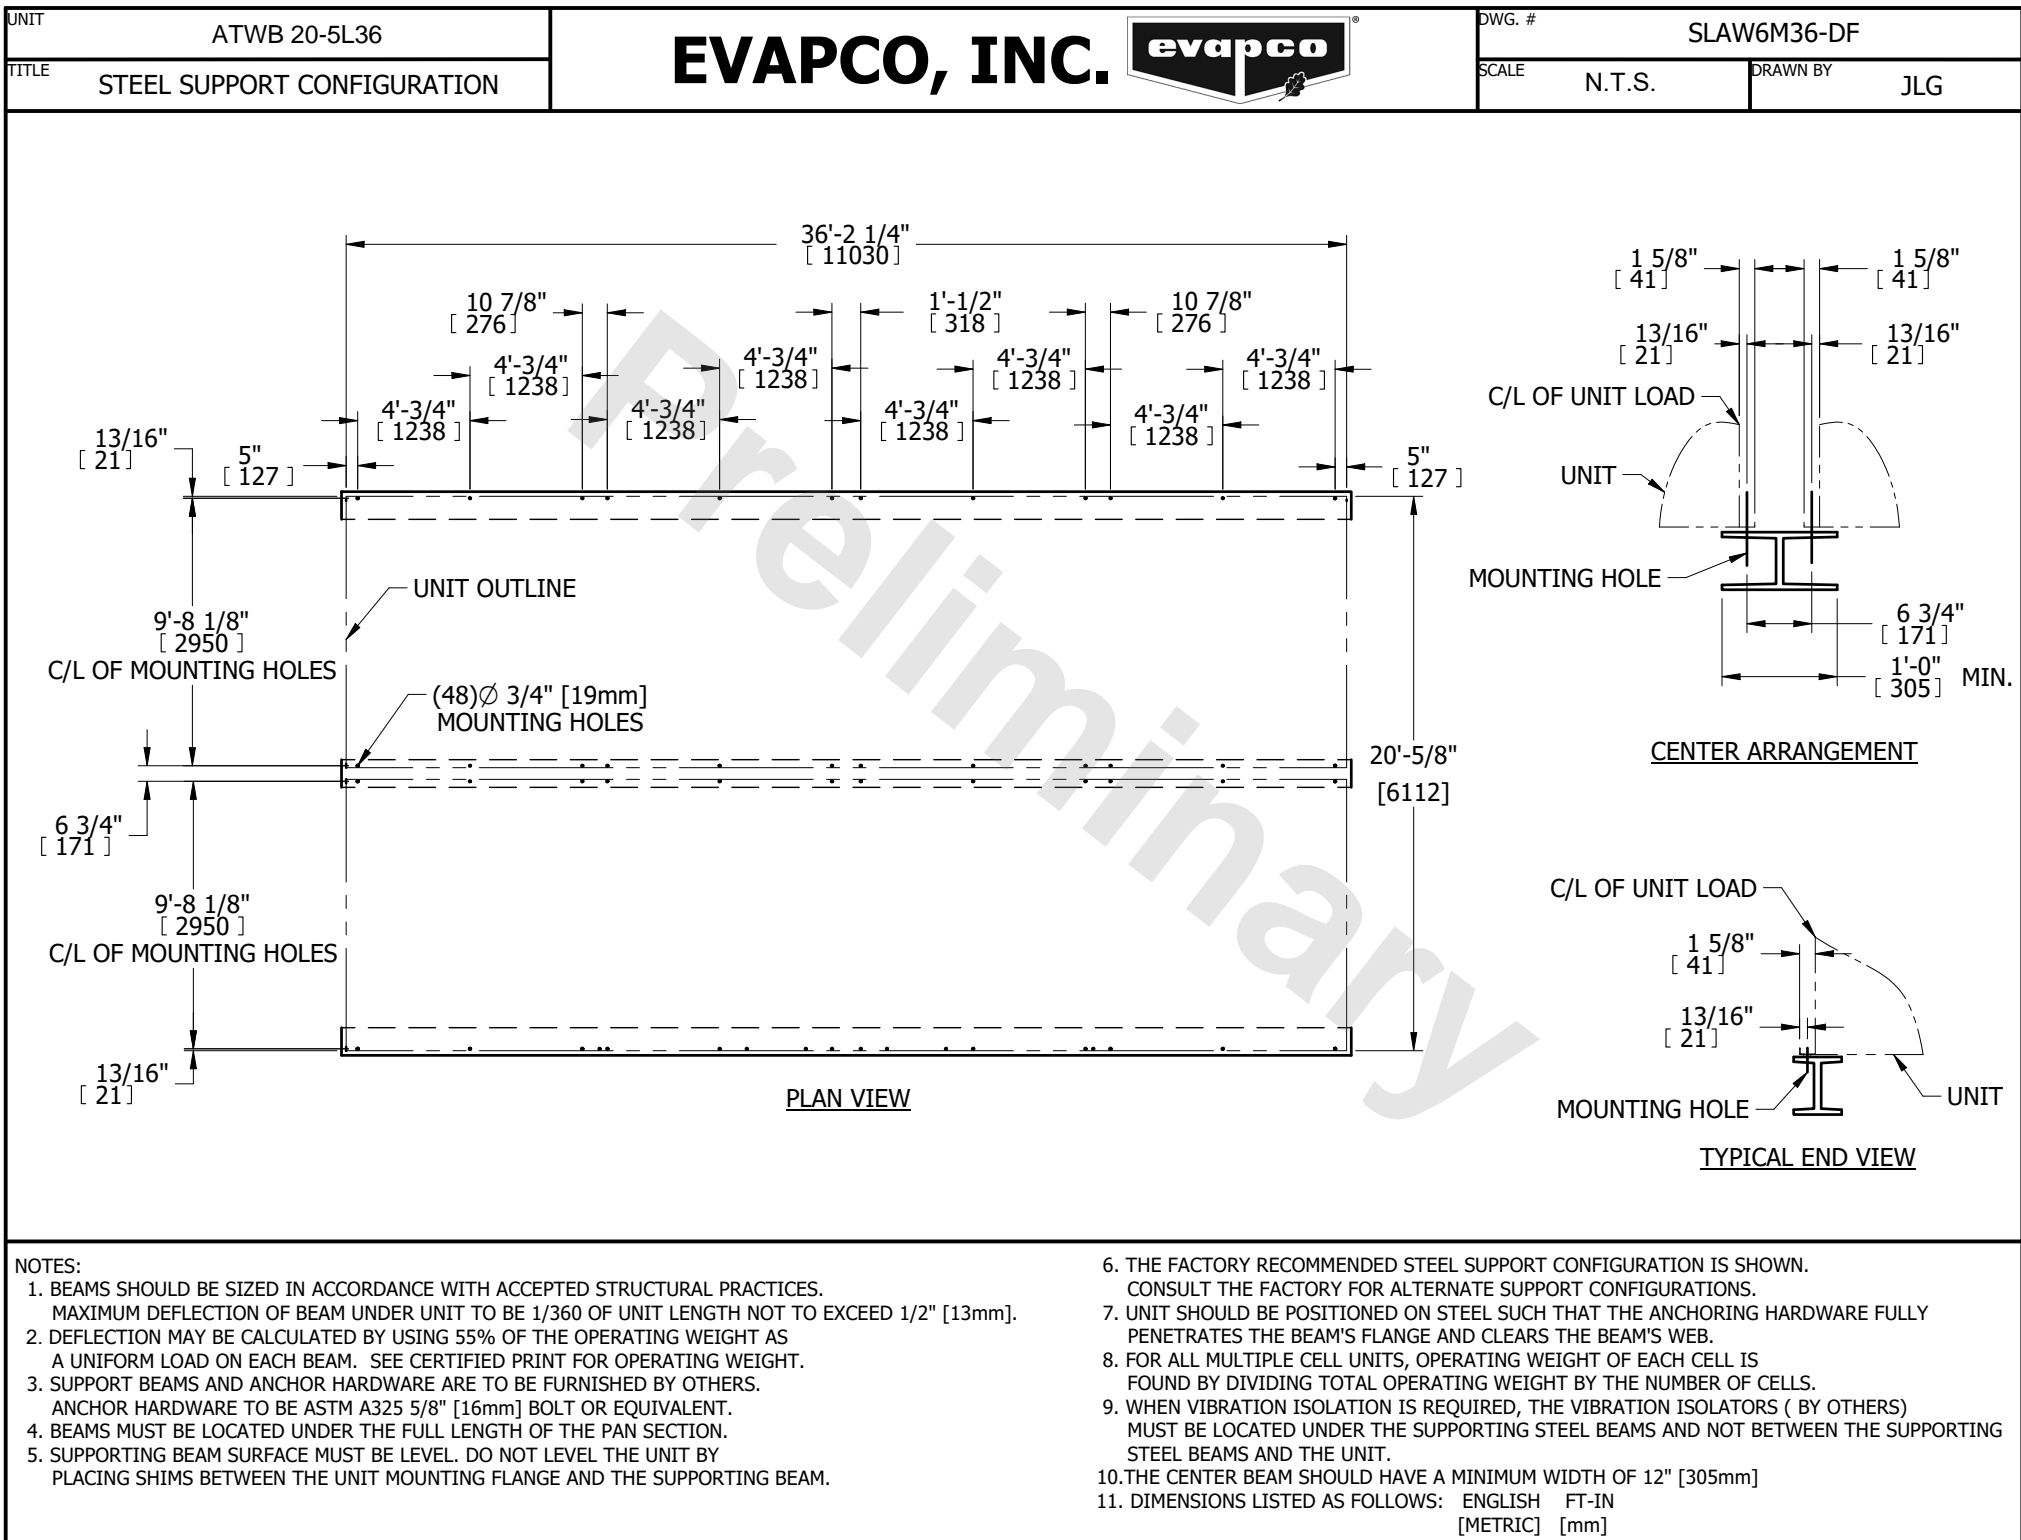 UNIT
ATWB 20-5L36
TITLE
STEEL SUPPORT CONFIGURATION
EVAPCO, INC.
evapco
®
DWG. #
SLAW6M36-DF
SCALE
N.T.S.
DRAWN BY
JLG
36'-2 1/4"
[ 11030]
10 7/8"
[ 276]
1'-1/2"
[ 318 ]
10 7/8"
[ 276 ]
4'-3/4"
[ 1238]
4'-3/4"
[ 1238]
4'-3/4"
[ 1238]
4'-3/4"
[ 1238]
4'-3/4"
[ 1238 ]
4'-3/4"
[ 1238]
4'-3/4"
[ 1238]
4'-3/4"
[ 1238]
13/16"
[ 21]
5"
[ 127 ]
5"
[ 127 ]
UNIT OUTLINE
9'-8 1/8"
[ 2950 ]
C/L OF MOUNTING HOLES
(48)Ø 3/4" [19mm]
MOUNTING HOLES
20'-5/8"
[6112]
6 3/4"
[ 171 ]
9'-8 1/8"
[ 2950 ]
C/L OF MOUNTING HOLES
13/16"
[ 21]
PLAN VIEW
Preliminary
1 5/8"
[ 41]
1 5/8"
[ 41]
13/16"
[ 21]
13/16"
[ 21]
C/L OF UNIT LOAD
UNIT
MOUNTING HOLE
6 3/4"
[ 171]
1'-0"
[ 305] MIN.
CENTER ARRANGEMENT
C/L OF UNIT LOAD
1 5/8"
[ 41]
13/16"
[ 21]
MOUNTING HOLE
UNIT
TYPICAL END VIEW
NOTES:
1. BEAMS SHOULD BE SIZED IN ACCORDANCE WITH ACCEPTED STRUCTURAL PRACTICES.
MAXIMUM DEFLECTION OF BEAM UNDER UNIT TO BE 1/360 OF UNIT LENGTH NOT TO EXCEED 1/2" [13mm].
2. DEFLECTION MAY BE CALCULATED BY USING 55% OF THE OPERATING WEIGHT AS
A UNIFORM LOAD ON EACH BEAM. SEE CERTIFIED PRINT FOR OPERATING WEIGHT.
3. SUPPORT BEAMS AND ANCHOR HARDWARE ARE TO BE FURNISHED BY OTHERS.
ANCHOR HARDWARE TO BE ASTM A325 5/8" [16mm] BOLT OR EQUIVALENT.
4. BEAMS MUST BE LOCATED UNDER THE FULL LENGTH OF THE PAN SECTION.
5. SUPPORTING BEAM SURFACE MUST BE LEVEL. DO NOT LEVEL THE UNIT BY
PLACING SHIMS BETWEEN THE UNIT MOUNTING FLANGE AND THE SUPPORTING BEAM.
6. THE FACTORY RECOMMENDED STEEL SUPPORT CONFIGURATION IS SHOWN.
CONSULT THE FACTORY FOR ALTERNATE SUPPORT CONFIGURATIONS.
7. UNIT SHOULD BE POSITIONED ON STEEL SUCH THAT THE ANCHORING HARDWARE FULLY
PENETRATES THE BEAM'S FLANGE AND CLEARS THE BEAM'S WEB.
8. FOR ALL MULTIPLE CELL UNITS, OPERATING WEIGHT OF EACH CELL IS
FOUND BY DIVIDING TOTAL OPERATING WEIGHT BY THE NUMBER OF CELLS.
9. WHEN VIBRATION ISOLATION IS REQUIRED, THE VIBRATION ISOLATORS ( BY OTHERS)
MUST BE LOCATED UNDER THE SUPPORTING STEEL BEAMS AND NOT BETWEEN THE SUPPORTING
STEEL BEAMS AND THE UNIT.
10.THE CENTER BEAM SHOULD HAVE A MINIMUM WIDTH OF 12" [305mm]
11. DIMENSIONS LISTED AS FOLLOWS: ENGLISH FT-IN
[METRIC] [mm]